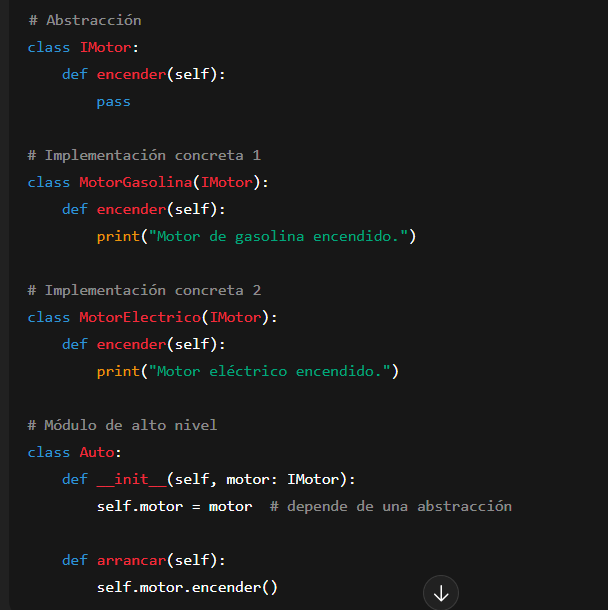 # Abstracción
class IMotor:
    def encender(self):
        pass

# Implementación concreta 1
class MotorGasolina(IMotor):
    def encender(self):
        print("Motor de gasolina encendido.")

# Implementación concreta 2
class MotorElectrico(IMotor):
    def encender(self):
        print("Motor eléctrico encendido.")

# Módulo de alto nivel
class Auto:
    def __init__(self, motor: IMotor):
        self.motor = motor  # depende de una abstracción

    def arrancar(self):
        self.motor.encender()